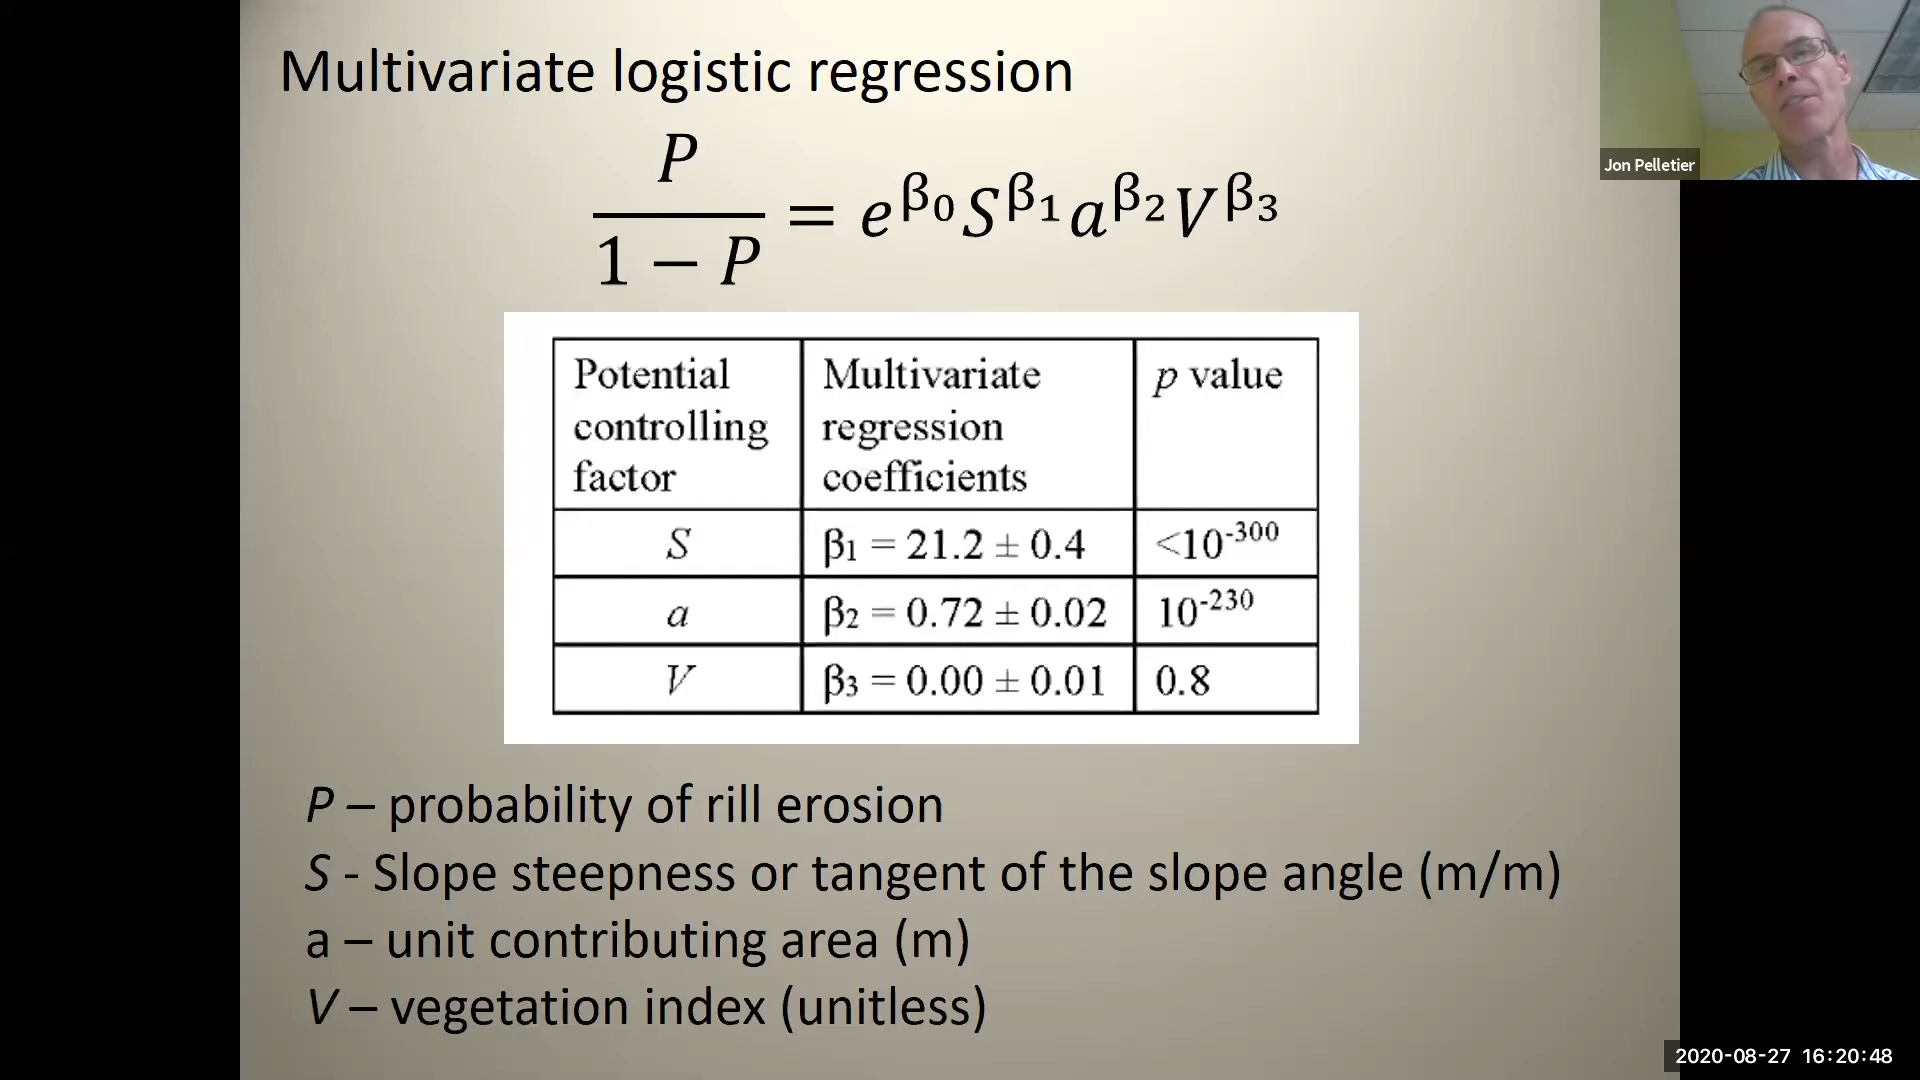 Multivariate logistic regression
Jon Pelletier
P
1 − P
= e^β0 S^β1 a^β2 V^β3
Potential controlling factor | Multivariate regression coefficients | p value
S | β1 = 21.2 ± 0.4 | <10^-300
a | β2 = 0.72 ± 0.02 | 10^-230
V | β3 = 0.00 ± 0.01 | 0.8
P – probability of rill erosion
S - Slope steepness or tangent of the slope angle (m/m)
a – unit contributing area (m)
V – vegetation index (unitless)
2020-08-27 16:20:48